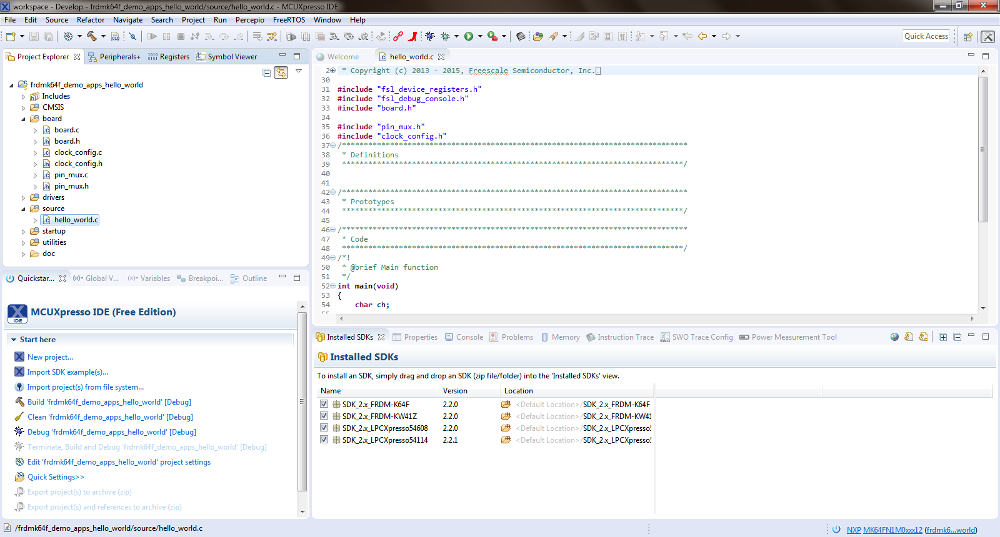 workspace - Develop - frdmk64f_demo_apps_hello_world/source/hello_world.c - MCUXpresso IDE
File Edit Source Refactor Navigate Search Project Run Percepio FreeRTOS Window Help
Quick Access
Project Explorer Peripherals+ Registers Symbol Viewer
frdmk64f_demo_apps_hello_world
Includes
CMSIS
board
board.c
board.h
clock_config.c
clock_config.h
pin_mux.c
pin_mux.h
drivers
source
hello_world.c
startup
utilities
doc
Welcome hello_world.c
2 * Copyright (c) 2013 - 2015, Freescale Semiconductor, Inc.
30
31 #include "fsl_device_registers.h"
32 #include "fsl_debug_console.h"
33 #include "board.h"
34
35 #include "pin_mux.h"
36 #include "clock_config.h"
37 /*******************************************************************************
38 * Definitions
39 ******************************************************************************/
40
41
42 /*******************************************************************************
43 * Prototypes
44 ******************************************************************************/
45
46 /*******************************************************************************
47 * Code
48 ******************************************************************************/
49 /*!
50 * @brief Main function
51 */
52 int main(void)
53 {
54 char ch;
Quickstar... Global V... Variables Breakpoi... Outline
IDE
MCUXpresso IDE (Free Edition)
Start here
New project...
Import SDK example(s)...
Import project(s) from file system...
Build 'frdmk64f_demo_apps_hello_world' [Debug]
Clean 'frdmk64f_demo_apps_hello_world' [Debug]
Debug 'frdmk64f_demo_apps_hello_world' [Debug]
Terminate, Build and Debug 'frdmk64f_demo_apps_hello_world' [Debug]
Edit 'frdmk64f_demo_apps_hello_world' project settings
Quick Settings>>
Export project(s) to archive (zip)
Export project(s) and references to archive (zip)
Installed SDKs Properties Console Problems Memory Instruction Trace SWO Trace Config Power Measurement Tool
Installed SDKs
To install an SDK, simply drag and drop an SDK (zip file/folder) into the 'Installed SDKs' view.
Name Version Location
SDK_2.x_FRDM-K64F 2.2.0 <Default Location>/SDK_2.x_FRDM-K64F
SDK_2.x_FRDM-KW41Z 2.2.0 <Default Location>/SDK_2.x_FRDM-KW41
SDK_2.x_LPCXpresso54608 2.2.0 <Default Location>/SDK_2.x_LPCXpresso
SDK_2.x_LPCXpresso54114 2.2.1 <Default Location>/SDK_2.x_LPCXpresso
/frdmk64f_demo_apps_hello_world/source/hello_world.c
NXP MK64FN1M0xxx12 (frdmk6...world)